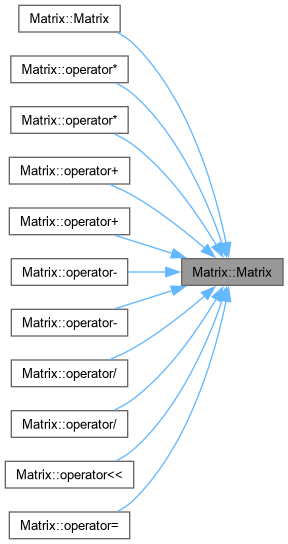 Matrix::Matrix
Matrix::operator*
Matrix::operator*
Matrix::operator+
Matrix::operator+
Matrix::operator-
Matrix::Matrix
Matrix::operator-
Matrix::operator/
Matrix::operator/
Matrix::operator<<
Matrix::operator=